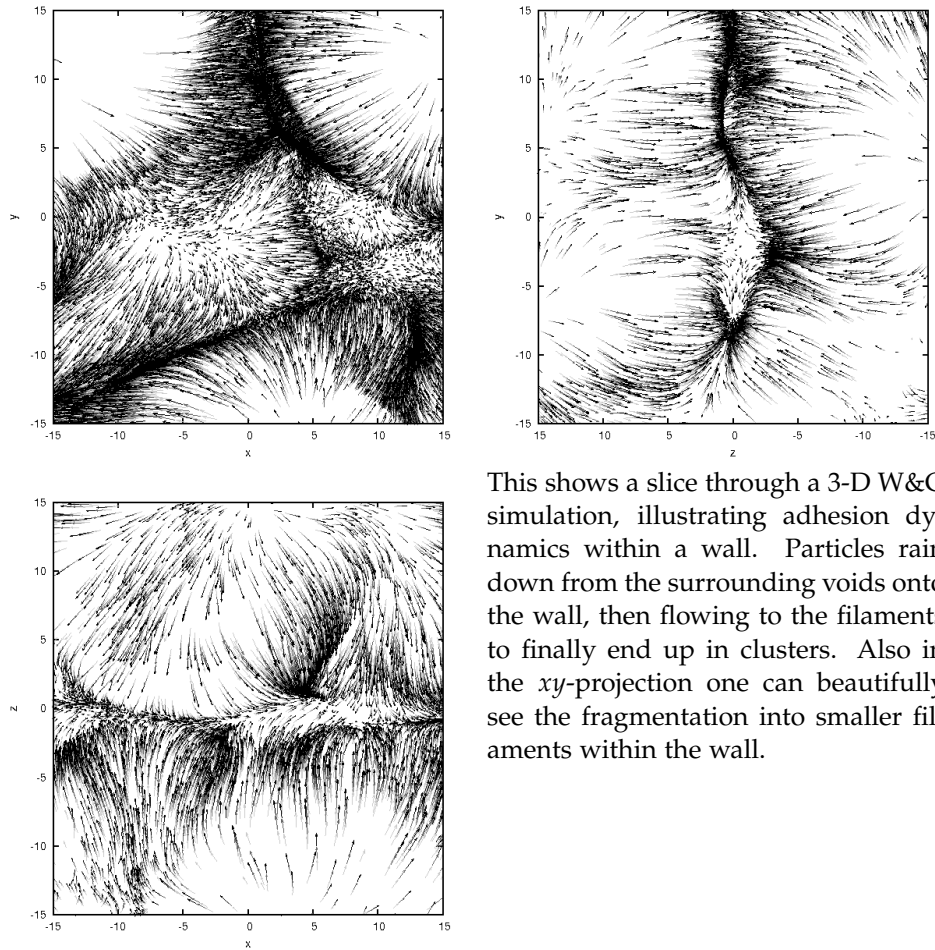 15
10
5
0
-5
-10
-15
y
-15 -10 -5 0 5 10 15
x
15
10
5
0
-5
-10
-15
y
15 10 5 0 -5 -10 -15
z
This shows a slice through a 3-D
simulation, illustrating adhesion dy-
namics within a wall. Particles rain
down from the surrounding voids onto
the wall, then flowing to the filaments
to finally end up in clusters. Also in
the xy-projection one can beautifully
see the fragmentation into smaller fil-
aments within the wall.
15
10
5
0
-5
-10
-15
z
-15 -10 -5 0 5 10 15
x